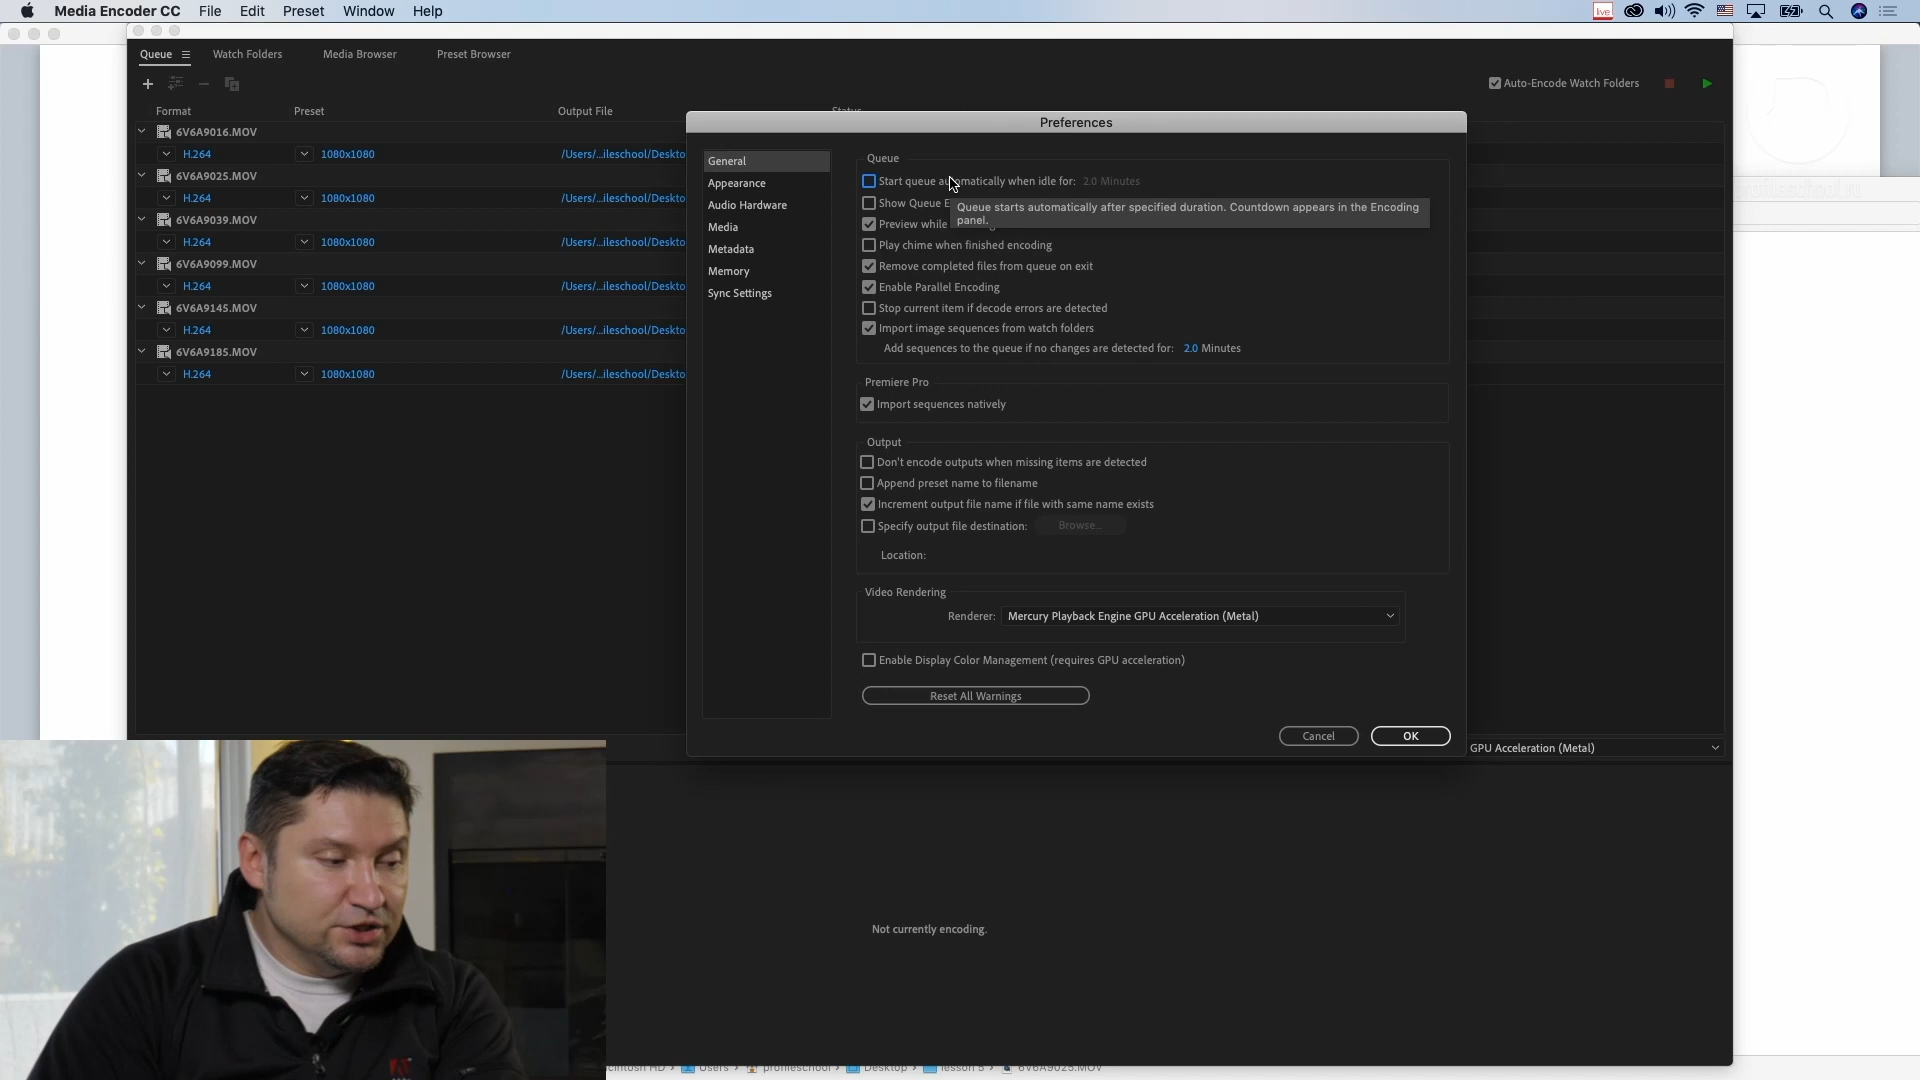 Media Encoder CC File Edit Preset Window Help
live
Queue Watch Folders Media Browser Preset Browser
Auto-Encode Watch Folders
Format Preset Output File Status
6V6A9016.MOV
H.264 1080x1080 /Users/...ileschool/Deskto
6V6A9025.MOV
H.264 1080x1080 /Users/...ileschool/Deskto
6V6A9039.MOV
H.264 1080x1080 /Users/...ileschool/Deskto
6V6A9099.MOV
H.264 1080x1080 /Users/...ileschool/Deskto
6V6A9145.MOV
H.264 1080x1080 /Users/...ileschool/Deskto
6V6A9185.MOV
H.264 1080x1080 /Users/...ileschool/Deskto
Preferences
General
Appearance
Audio Hardware
Media
Metadata
Memory
Sync Settings
Queue
Start queue automatically when idle for: 2.0 Minutes
Show Queue E
Queue starts automatically after specified duration. Countdown appears in the Encoding
panel.
Preview while
Play chime when finished encoding
Remove completed files from queue on exit
Enable Parallel Encoding
Stop current item if decode errors are detected
Import image sequences from watch folders
Add sequences to the queue if no changes are detected for: 2.0 Minutes
Premiere Pro
Import sequences natively
Output
Don't encode outputs when missing items are detected
Append preset name to filename
Increment output file name if file with same name exists
Specify output file destination: Browse...
Location:
Video Rendering
Renderer: Mercury Playback Engine GPU Acceleration (Metal)
Enable Display Color Management (requires GPU acceleration)
Reset All Warnings
Cancel OK
GPU Acceleration (Metal)
Not currently encoding.
cintosh HD › Users › profileschool › Desktop › lesson 5 › 6V6A9025.MOV